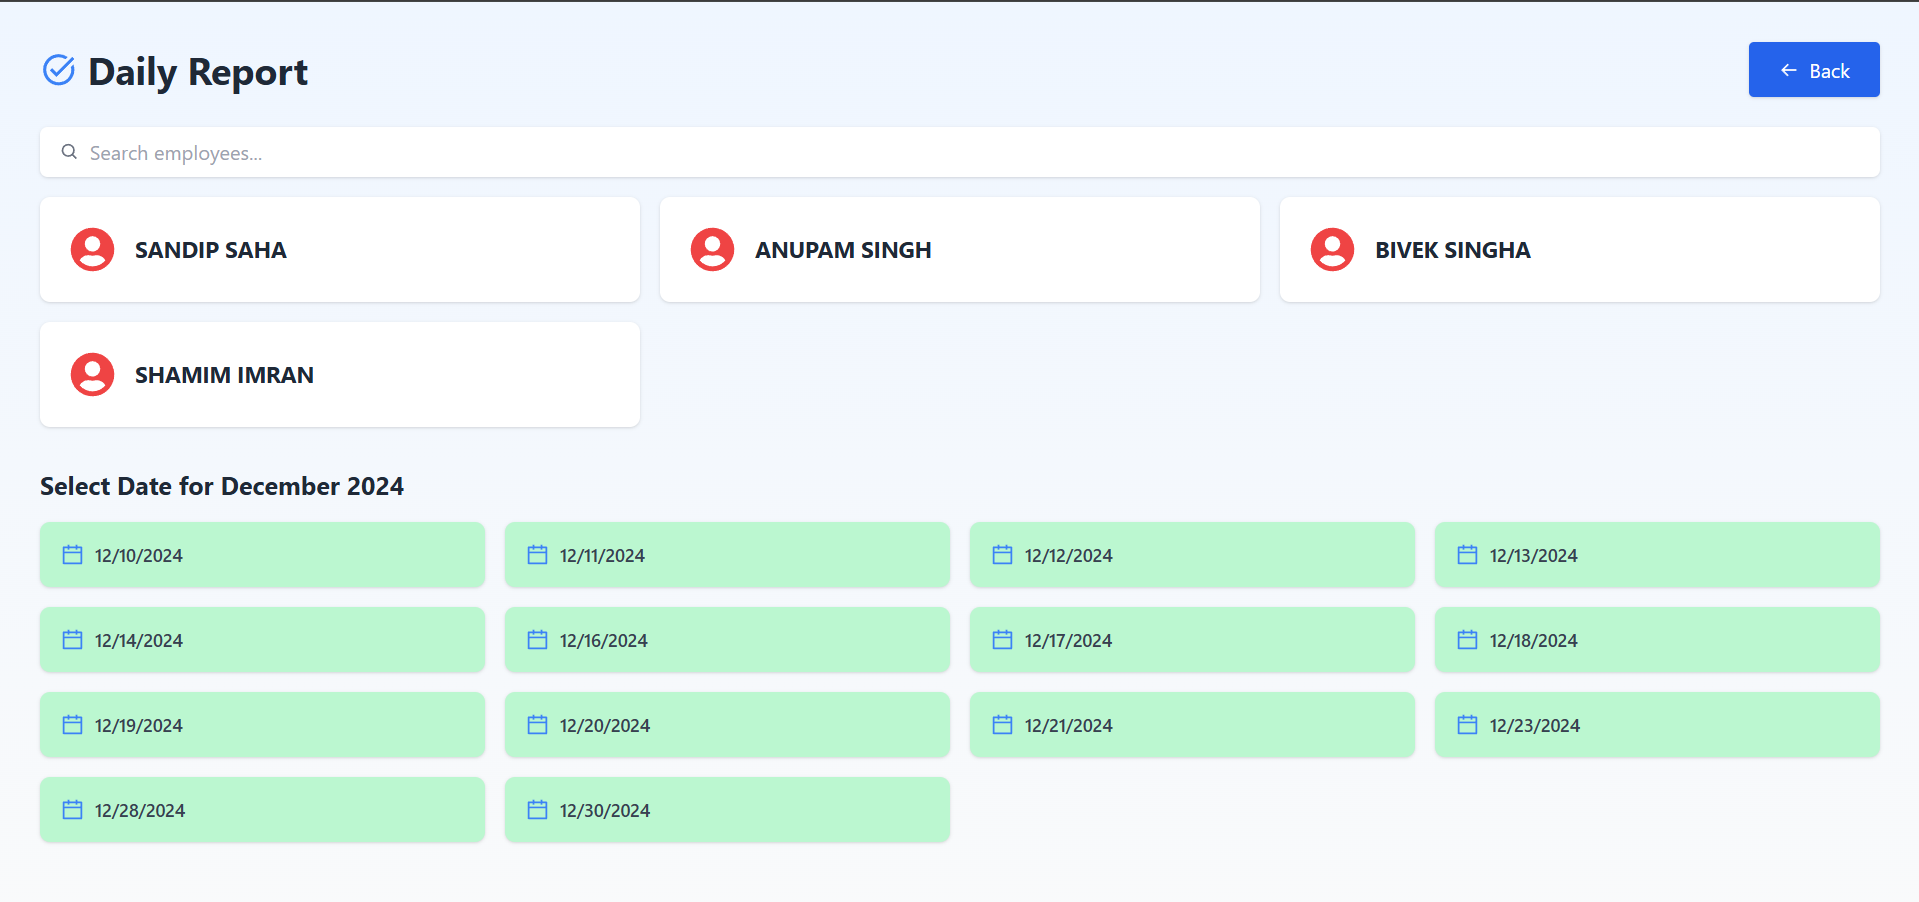 Daily Report
Back
Search employees...
SANDIP SAHA
ANUPAM SINGH
BIVEK SINGHA
SHAMIM IMRAN
Select Date for December 2024
12/10/2024
12/11/2024
12/12/2024
12/13/2024
12/14/2024
12/16/2024
12/17/2024
12/18/2024
12/19/2024
12/20/2024
12/21/2024
12/23/2024
12/28/2024
12/30/2024